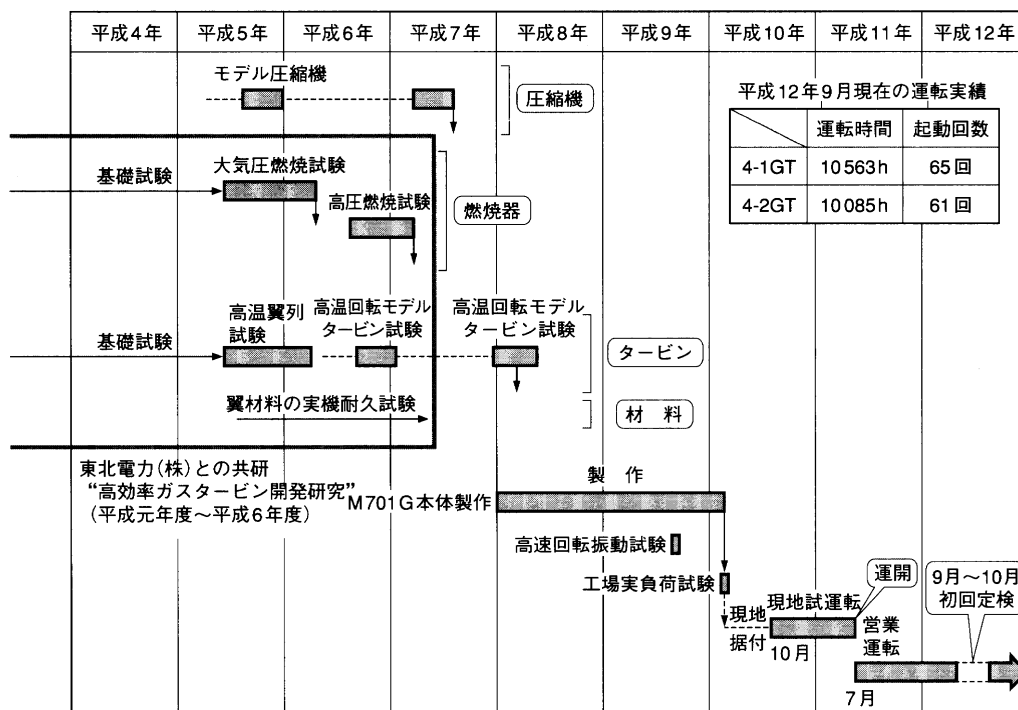 平成4年 平成5年 平成6年 平成7年 平成8年 平成9年 平成10年 平成11年 平成12年
モデル圧縮機
圧縮機
平成12年9月現在の運転実績
運転時間 起動回数
4-1GT 10563h 65回
4-2GT 10085h 61回
基礎試験
大気圧燃焼試験
高圧燃焼試験
燃焼器
基礎試験
高温翼列
試験
高温回転モデル
タービン試験
高温回転モデル
タービン試験
タービン
翼材料の実機耐久試験
材 料
東北電力(株)との共研
“高効率ガスタービン開発研究”
(平成元年度~平成6年度)
製 作
M701G本体製作
高速回転振動試験
工場実負荷試験
現地
据付
現地試運転
10月
運開
営業
運転
7月
9月~10月
初回定検